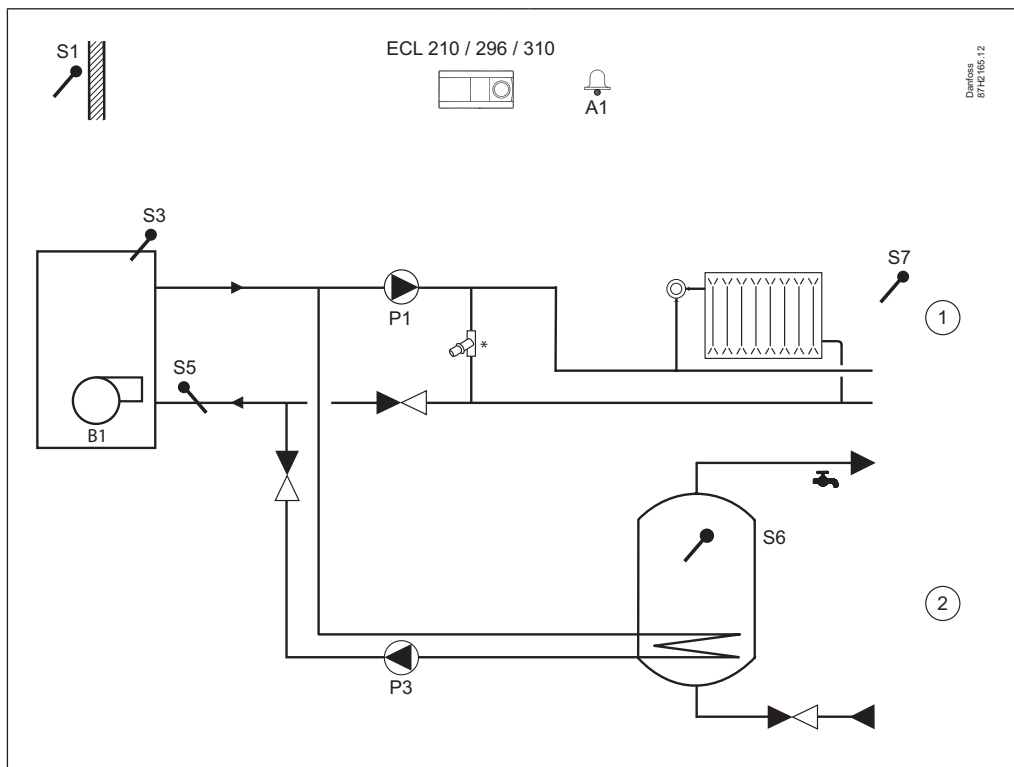 S1
ECL 210 / 296 / 310
A1
Danfoss
87H2165.12
S3
S7
P1
*
1
S5
B1
S6
2
P3